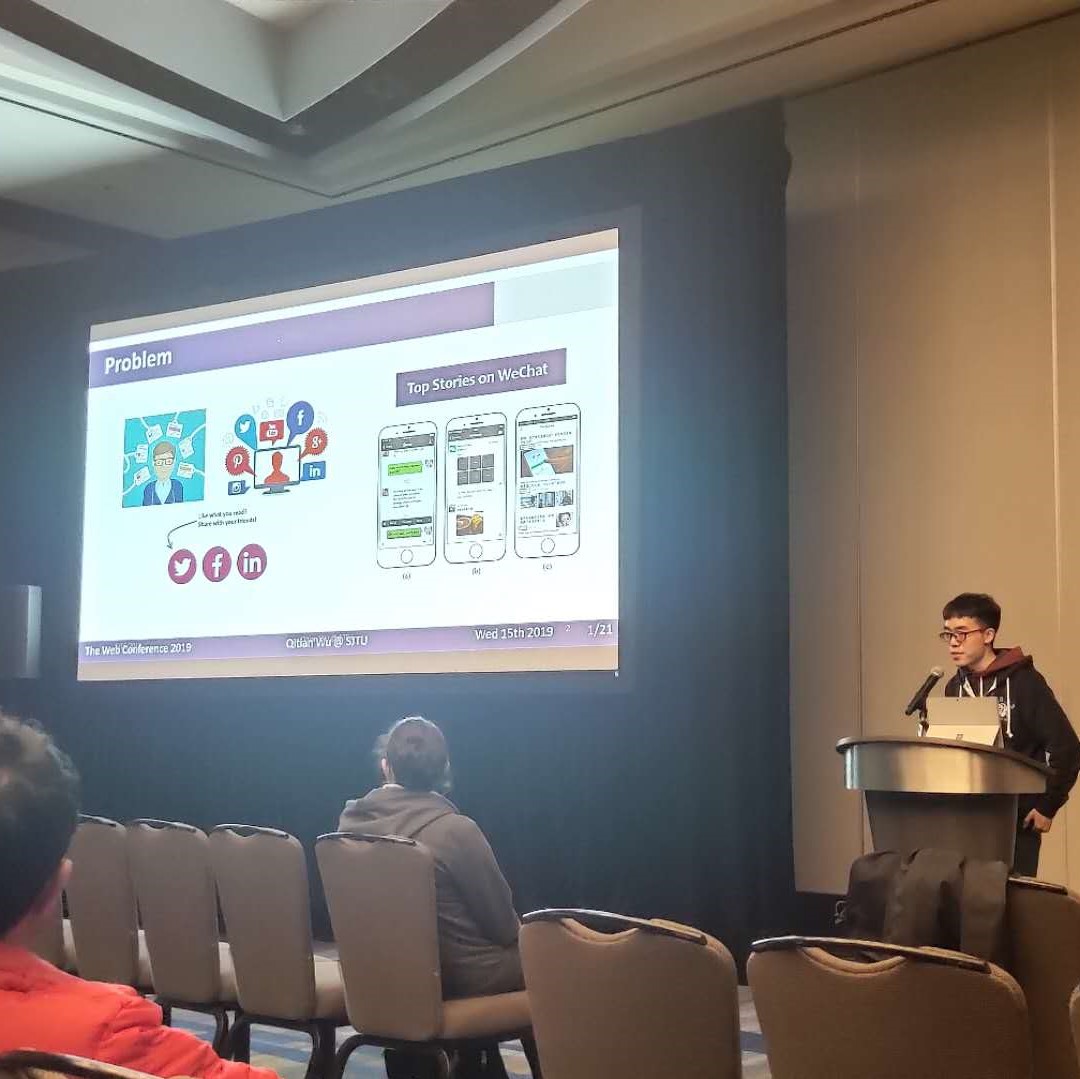 Problem
Top Stories on WeChat
Like what you read?
Share with your friends!
(a)
(b)
(c)
The Web Conference 2019
Qitian Wu @ SJTU
Wed 15th 2019
2
1/21